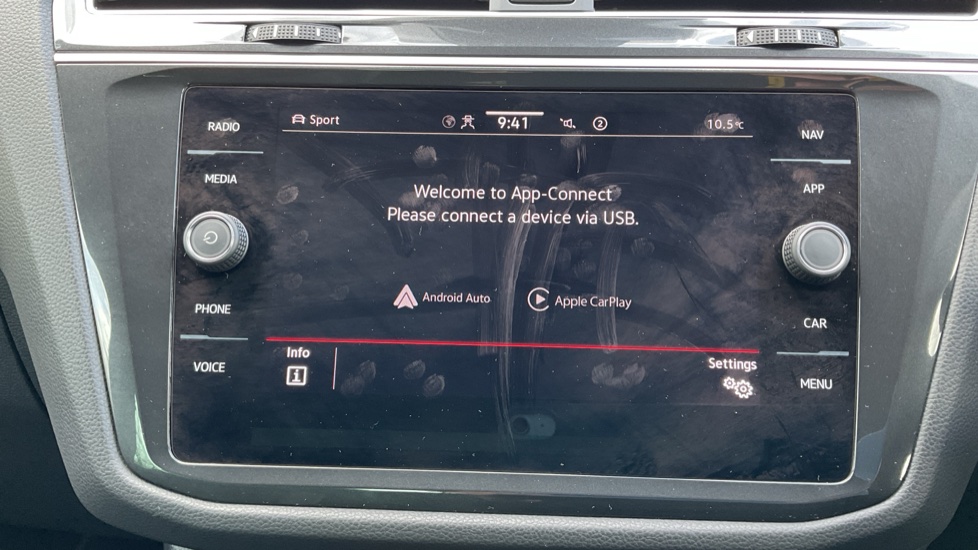 RADIO
MEDIA
PHONE
VOICE
Sport
9:41
2
10.5°C
Welcome to App-Connect
Please connect a device via USB.
Android Auto
Apple CarPlay
Info
i
Settings
NAV
APP
CAR
MENU